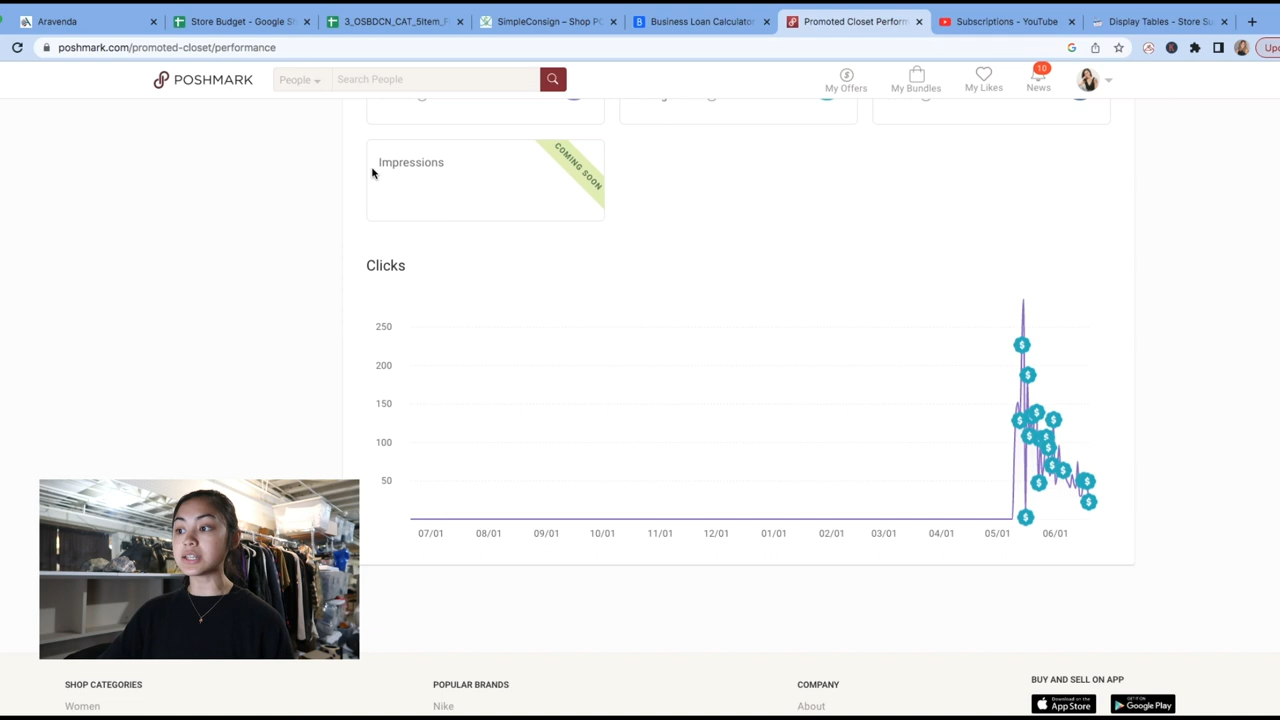 Aravenda
Store Budget - Google S
3_OSBDCN_CAT_5Item_F
SimpleConsign – Shop PO
Business Loan Calculator
Promoted Closet Perform
Subscriptions - YouTube
Display Tables - Store Su
poshmark.com/promoted-closet/performance
POSHMARK
People
Search People
My Offers
My Bundles
My Likes
10
News
Impressions
COMING SOON
Clicks
250
200
150
100
50
07/01 08/01 09/01 10/01 11/01 12/01 01/01 02/01 03/01 04/01 05/01 06/01
SHOP CATEGORIES
POPULAR BRANDS
COMPANY
BUY AND SELL ON APP
Women
Nike
About
Download on the
App Store
GET IT ON
Google Play